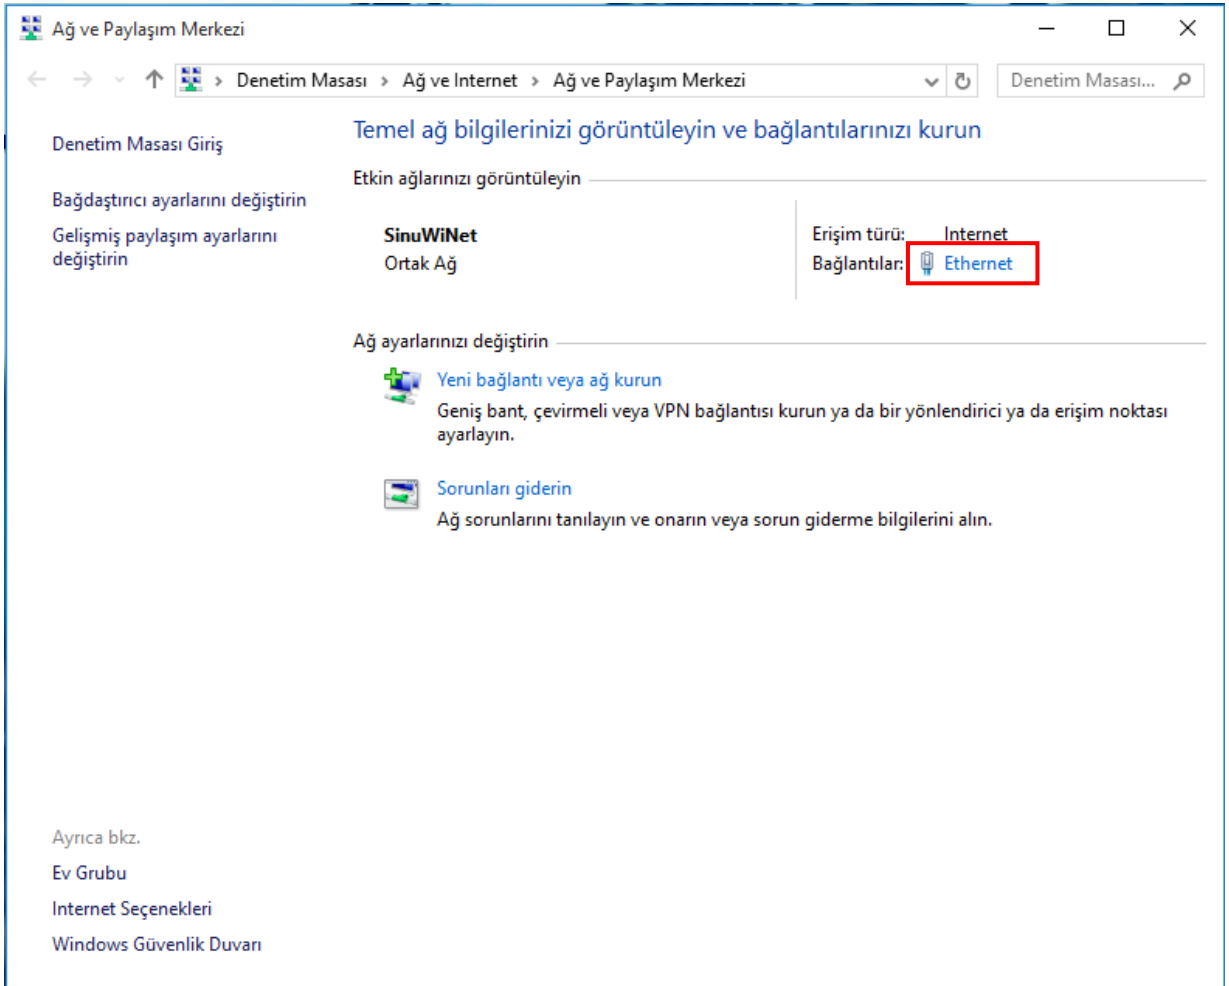 Ağ ve Paylaşım Merkezi
Denetim Masası > Ağ ve Internet > Ağ ve Paylaşım Merkezi
Denetim Masası...
Denetim Masası Giriş
Bağdaştırıcı ayarlarını değiştirin
Gelişmiş paylaşım ayarlarını
değiştirin
Temel ağ bilgilerinizi görüntüleyin ve bağlantılarınızı kurun
Etkin ağlarınızı görüntüleyin
SinuWiNet
Ortak Ağ
Erişim türü: Internet
Bağlantılar: Ethernet
Ağ ayarlarınızı değiştirin
Yeni bağlantı veya ağ kurun
Geniş bant, çevirmeli veya VPN bağlantısı kurun ya da bir yönlendirici ya da erişim noktası
ayarlayın.
Sorunları giderin
Ağ sorunlarını tanılayın ve onarın veya sorun giderme bilgilerini alın.
Ayrıca bkz.
Ev Grubu
Internet Seçenekleri
Windows Güvenlik Duvarı